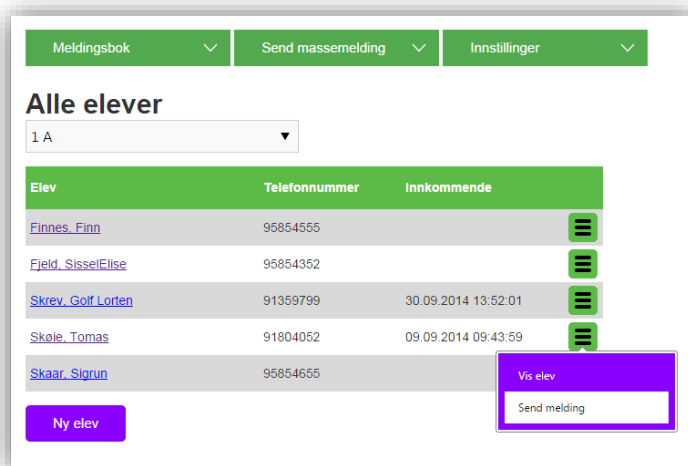 Meldingsbok Send massemelding Innstillinger
Alle elever
1 A
Elev Telefonnummer Innkommende
Finnes, Finn 95854555
Fjeld, SisselElise 95854352
Skrev, Golf Lorten 91359799 30.09.2014 13:52:01
Skøie, Tomas 91804052 09.09.2014 09:43:59
Skaar, Sigrun 95854655
Vis elev
Send melding
Ny elev